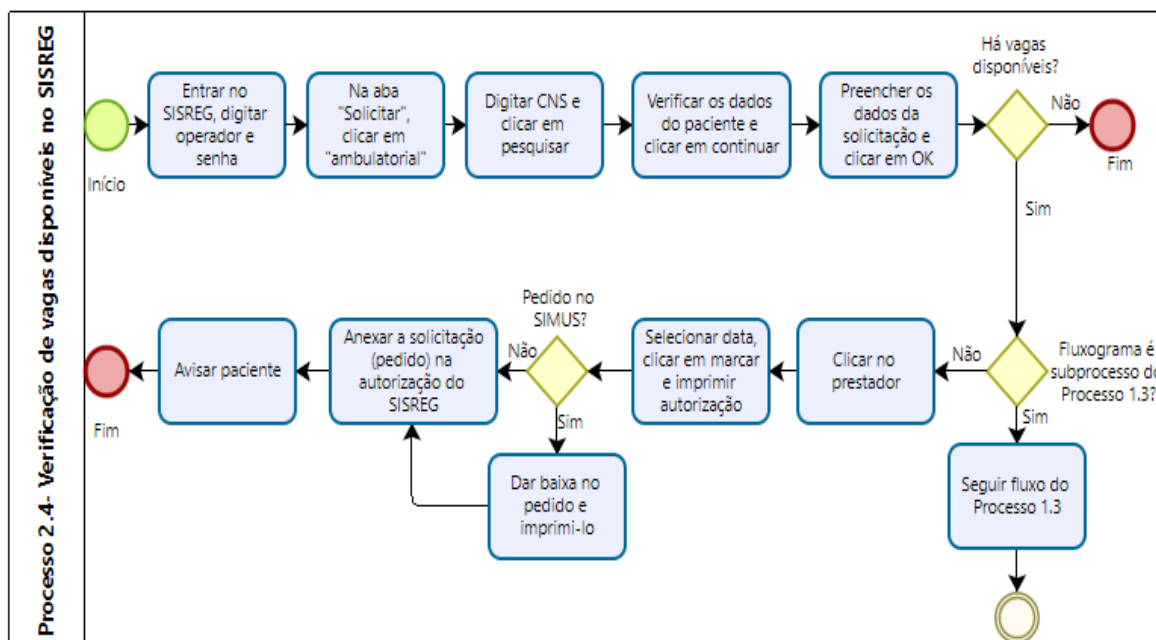 Processo 2.4- Verificação de vagas disponíveis no SISREG
Início
Entrar no
SISREG, digitar
operador e
senha
Na aba
"Solicitar",
clicar em
"ambulatorial"
Digitar CNS e
clicar em
pesquisar
Verificar os dados
do paciente e
clicar em continuar
Preencher os
dados da
solicitação e
clicar em OK
Há vagas
disponíveis?
Não
Fim
Sim
Fluxograma é
subprocesso do
Processo 1.3?
Não
Sim
Seguir fluxo do
Processo 1.3
Clicar no
prestador
Selecionar data,
clicar em marcar
e imprimir
autorização
Pedido no
SIMUS?
Não
Sim
Dar baixa no
pedido e
imprimi-lo
Anexar a solicitação
(pedido) na
autorização do
SISREG
Avisar paciente
Fim